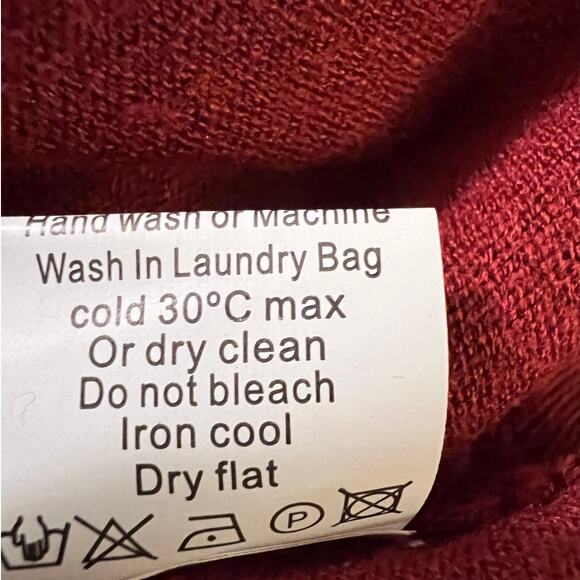 Hand wash or Machine
Wash In Laundry Bag
cold 30°C max
Or dry clean
Do not bleach
Iron cool
Dry flat
P